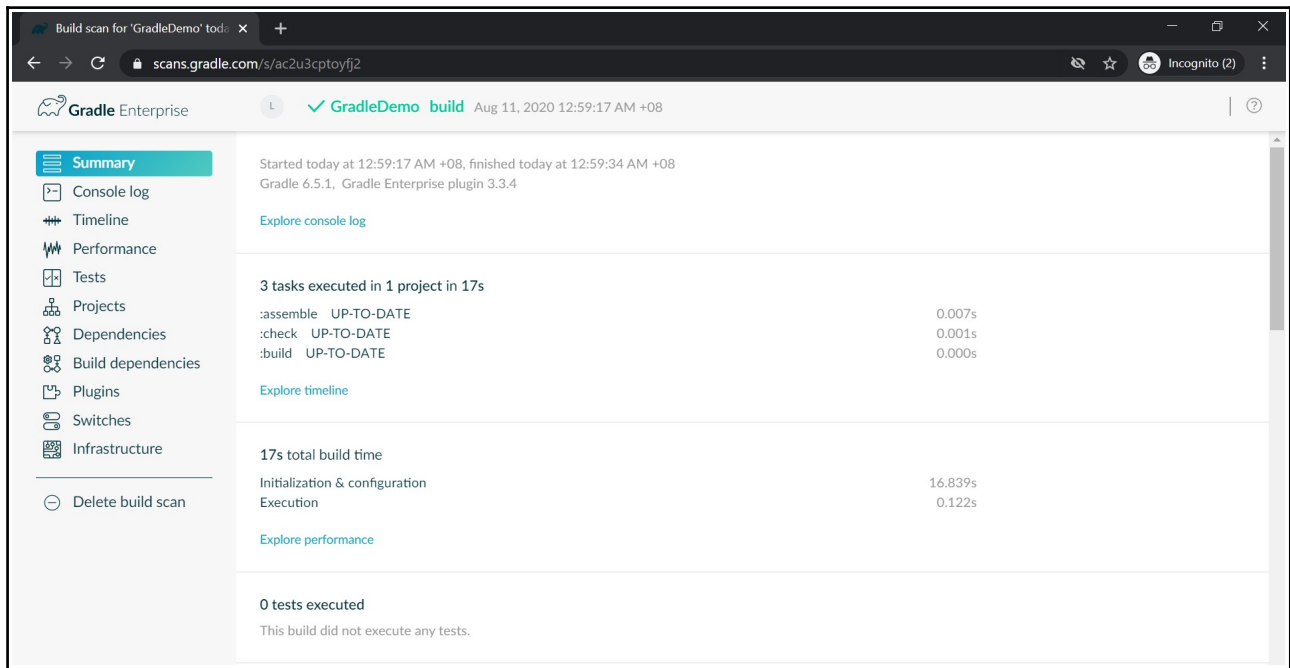 Build scan for 'GradleDemo' toda
scans.gradle.com/s/ac2u3cptoyfj2
Incognito (2)
Gradle Enterprise
L
GradleDemo build Aug 11, 2020 12:59:17 AM +08
Summary
Console log
Timeline
Performance
Tests
Projects
Dependencies
Build dependencies
Plugins
Switches
Infrastructure
Delete build scan
Started today at 12:59:17 AM +08, finished today at 12:59:34 AM +08
Gradle 6.5.1, Gradle Enterprise plugin 3.3.4
Explore console log
3 tasks executed in 1 project in 17s
:assemble UP-TO-DATE 0.007s
:check UP-TO-DATE 0.001s
:build UP-TO-DATE 0.000s
Explore timeline
17s total build time
Initialization & configuration 16.839s
Execution 0.122s
Explore performance
0 tests executed
This build did not execute any tests.